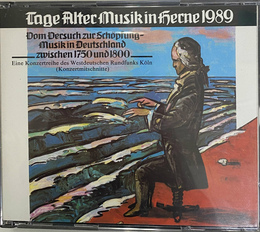 Tage Alter Musik in Herne 1989
Vom Versuch zur Schöpfung-
Musik in Deutschland
zwischen 1750 und 1800
Eine Konzertreihe des Westdeutschen Rundfunks Köln
(Konzertmitschnitte)